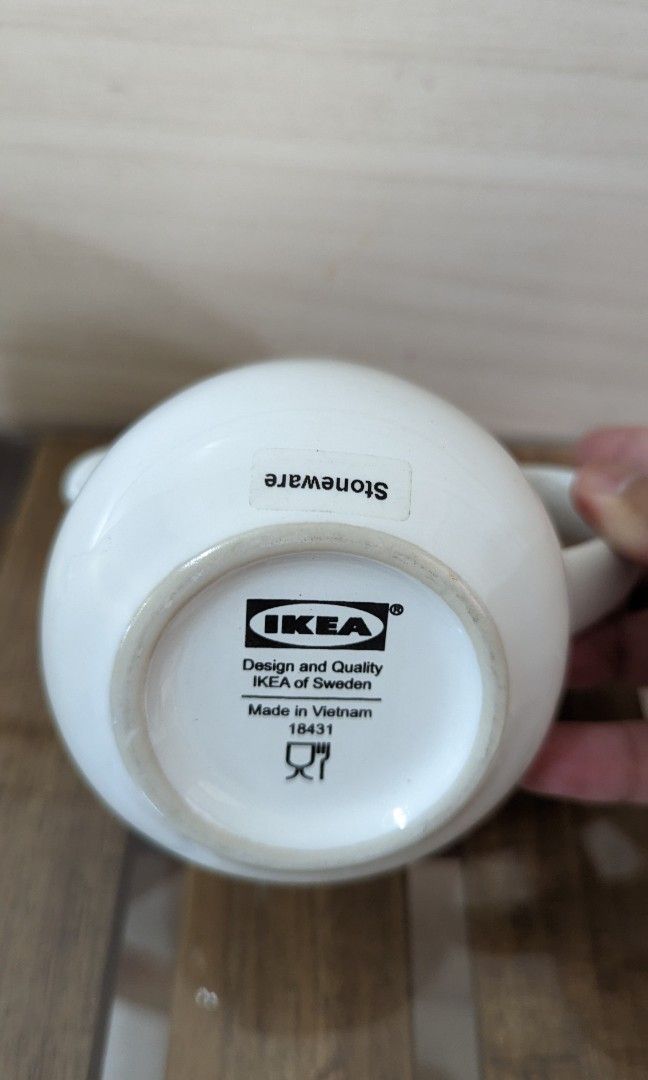 Stoneware
IKEA®
Design and Quality
IKEA of Sweden
Made in Vietnam
18431